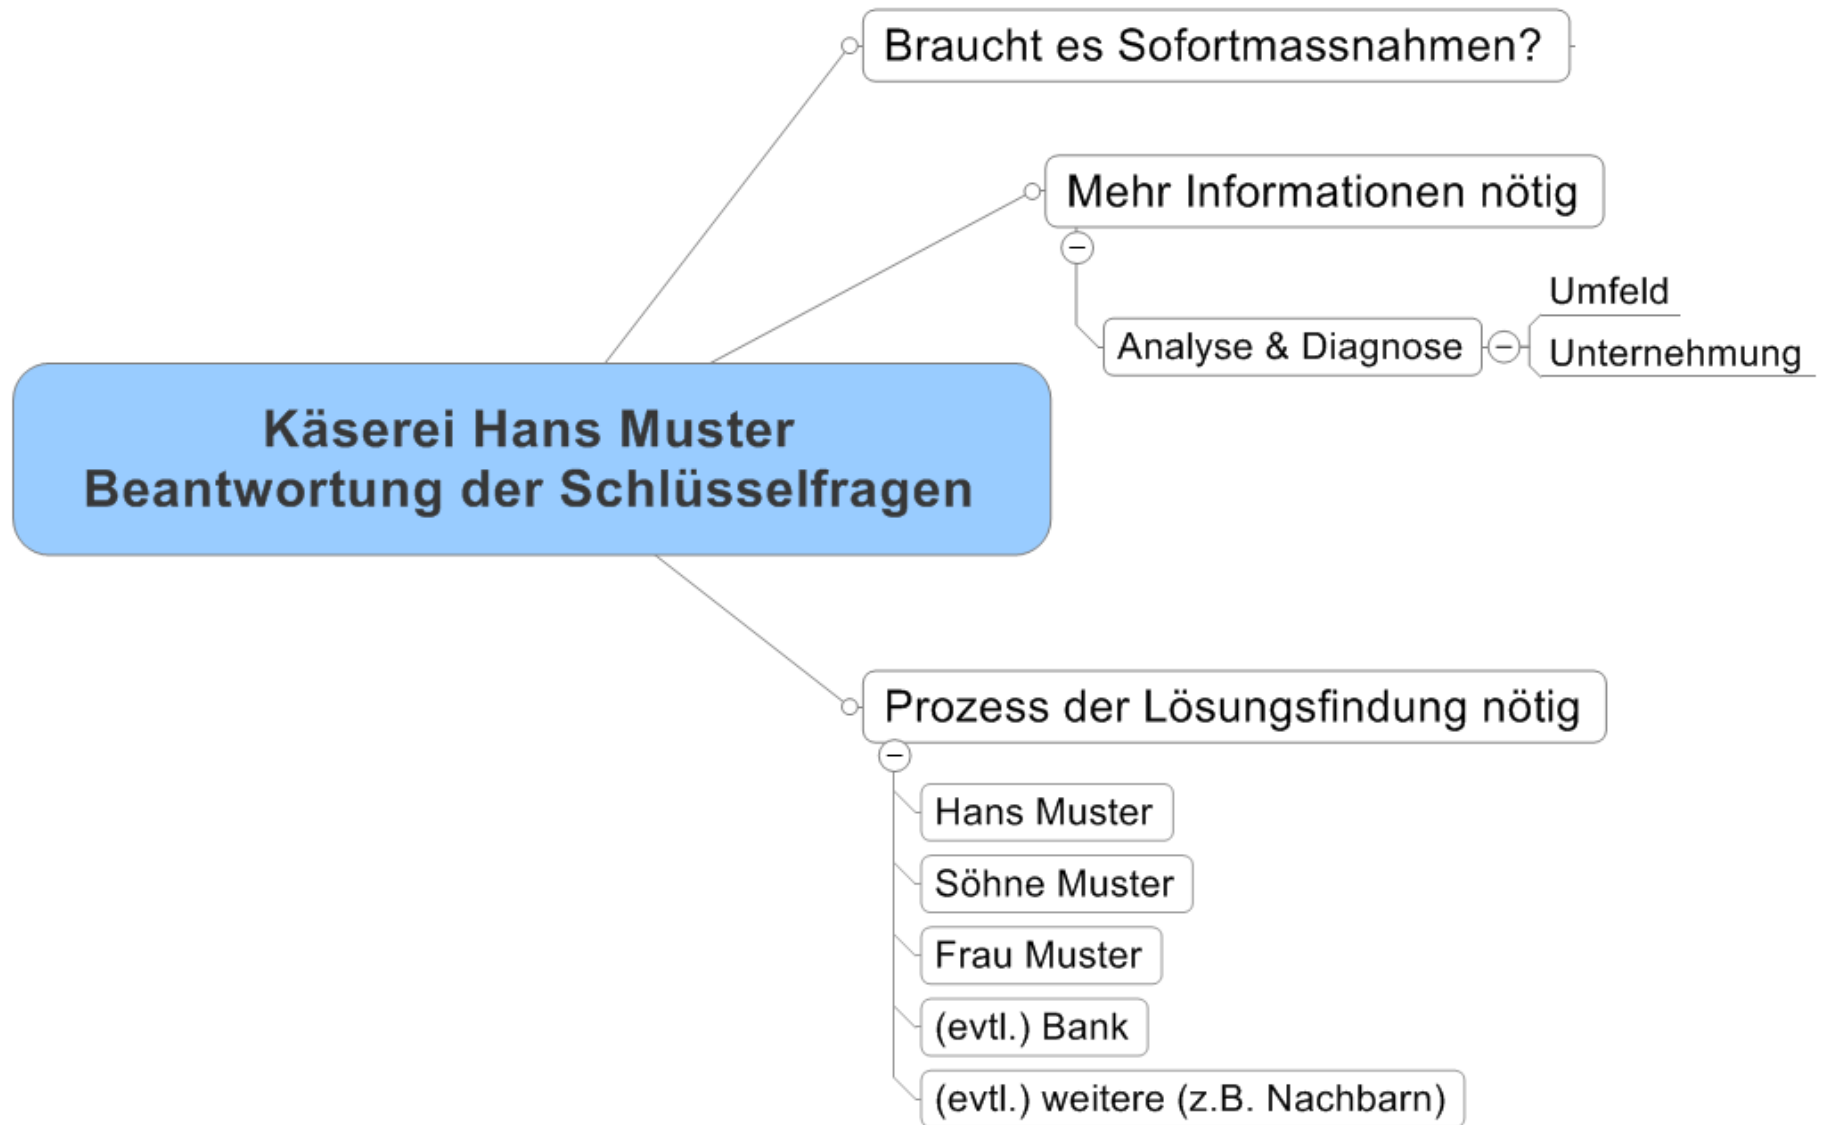 Braucht es Sofortmassnahmen?
Mehr Informationen nötig
Analyse & Diagnose
Umfeld
Unternehmung
Käserei Hans Muster
Beantwortung der Schlüsselfragen
Prozess der Lösungsfindung nötig
Hans Muster
Söhne Muster
Frau Muster
(evtl.) Bank
(evtl.) weitere (z.B. Nachbarn)